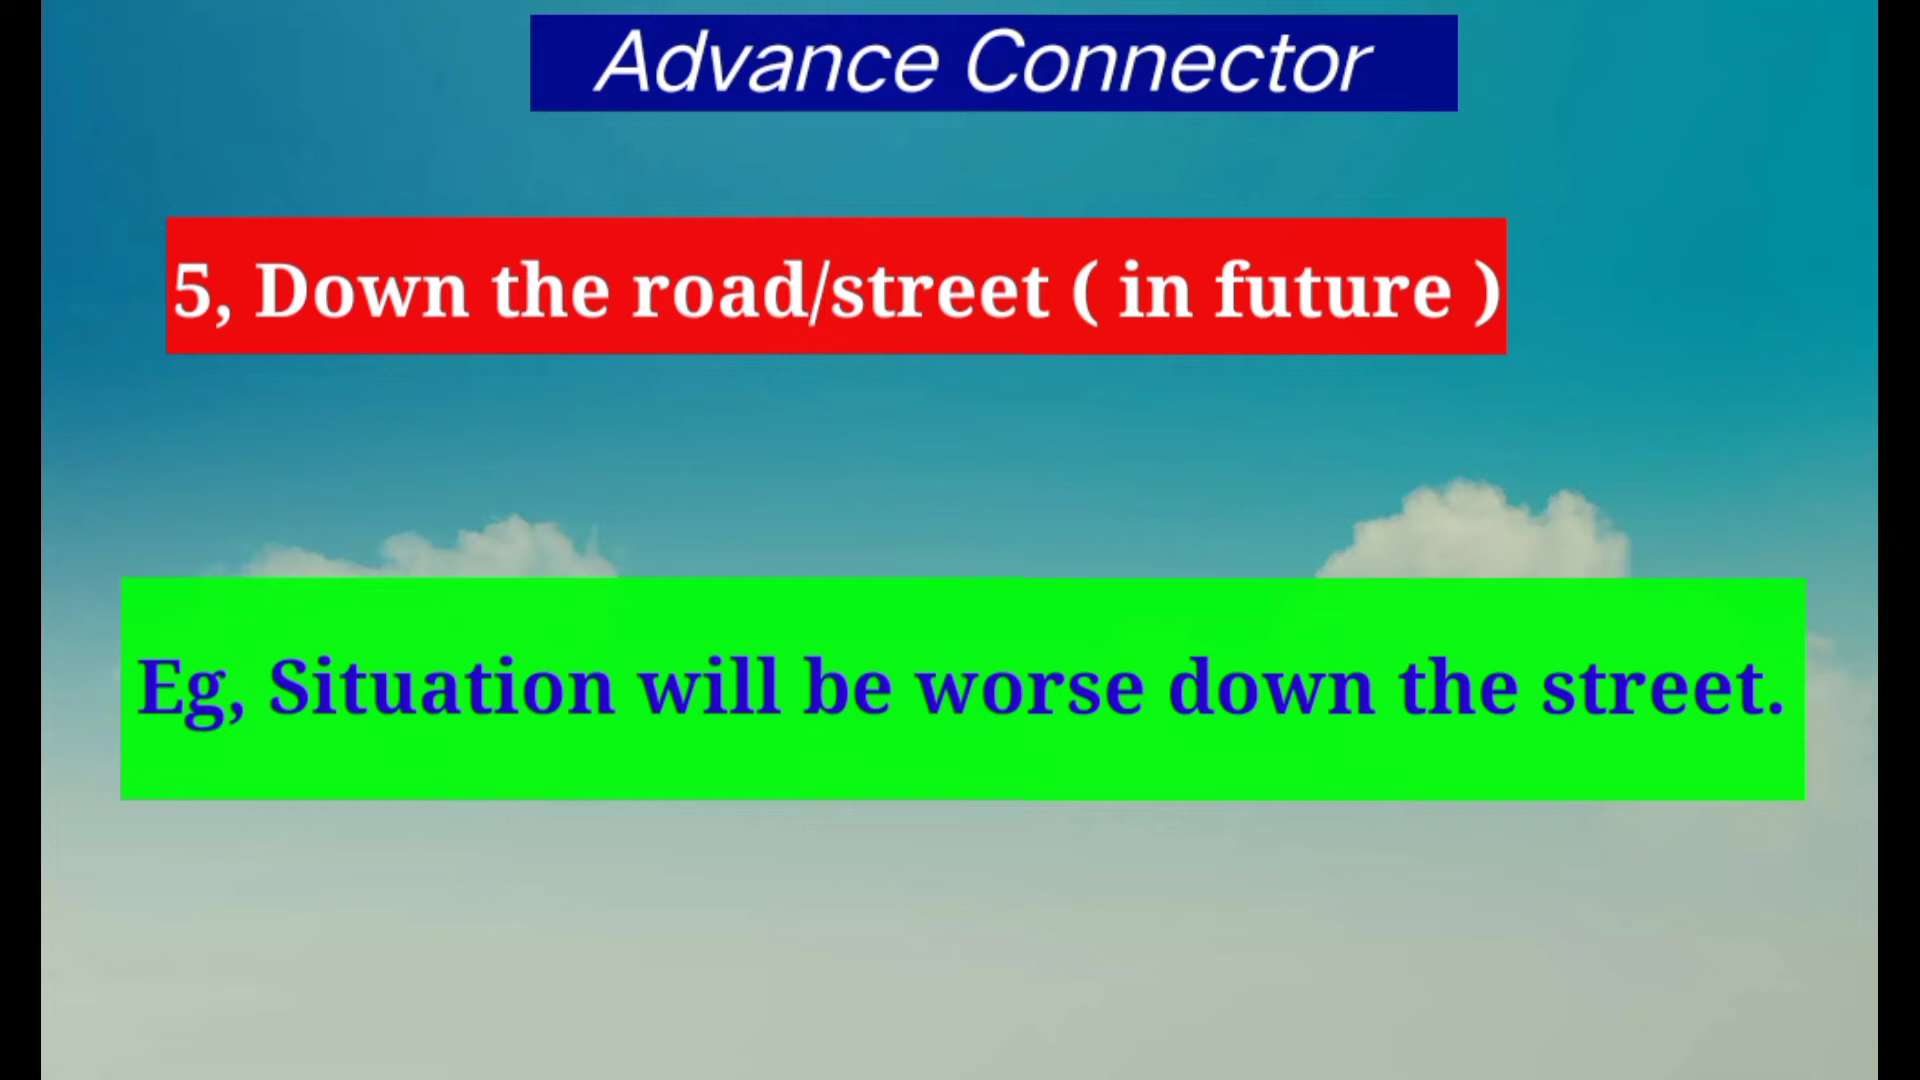 Advance Connector
5, Down the road/street ( in future )
Eg, Situation will be worse down the street.